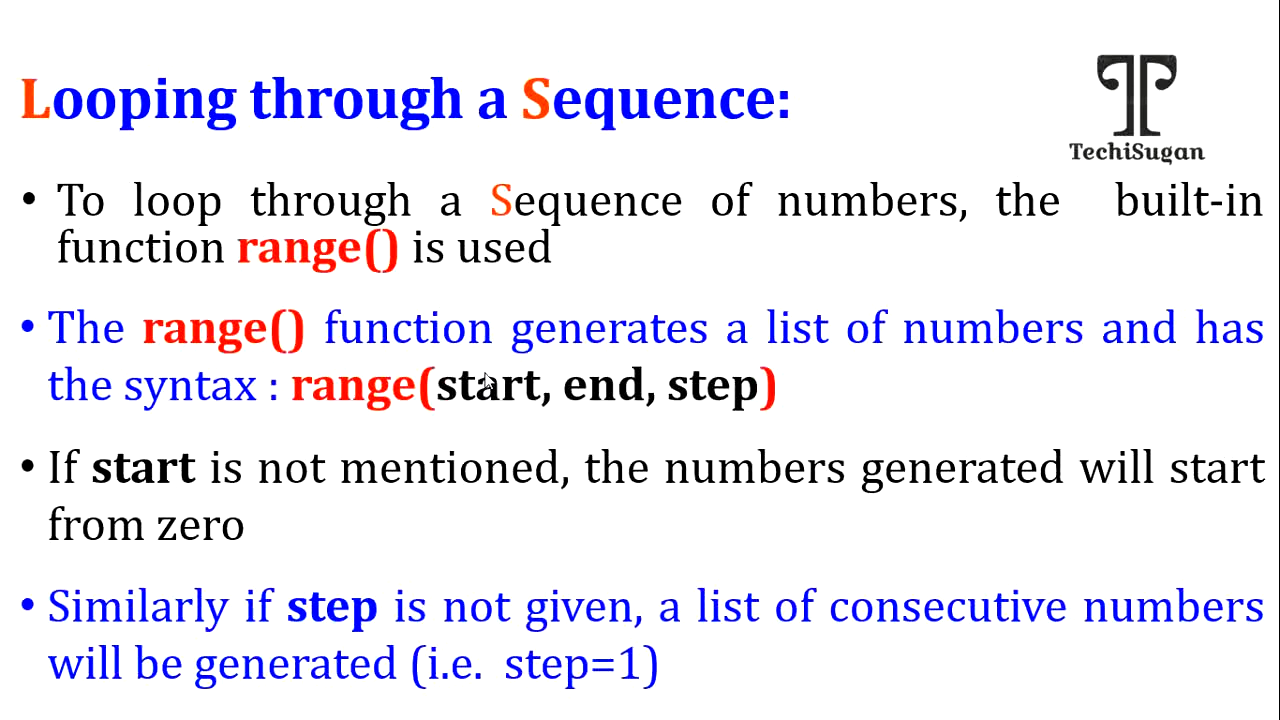 Looping through a Sequence:
TechiSugan
• To loop through a Sequence of numbers, the built-in
function range() is used
• The range() function generates a list of numbers and has
the syntax : range(start, end, step)
• If start is not mentioned, the numbers generated will start
from zero
• Similarly if step is not given, a list of consecutive numbers
will be generated (i.e. step=1)